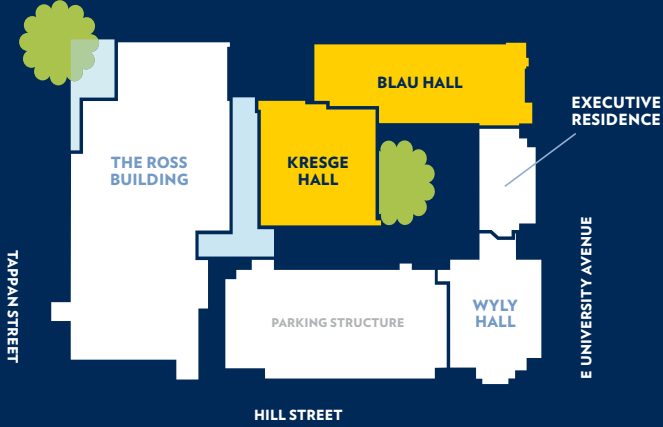 BLAU HALL
EXECUTIVE
RESIDENCE
THE ROSS
BUILDING
KRESGE
HALL
TAPPAN STREET
E UNIVERSITY AVENUE
PARKING STRUCTURE
WYLY
HALL
HILL STREET